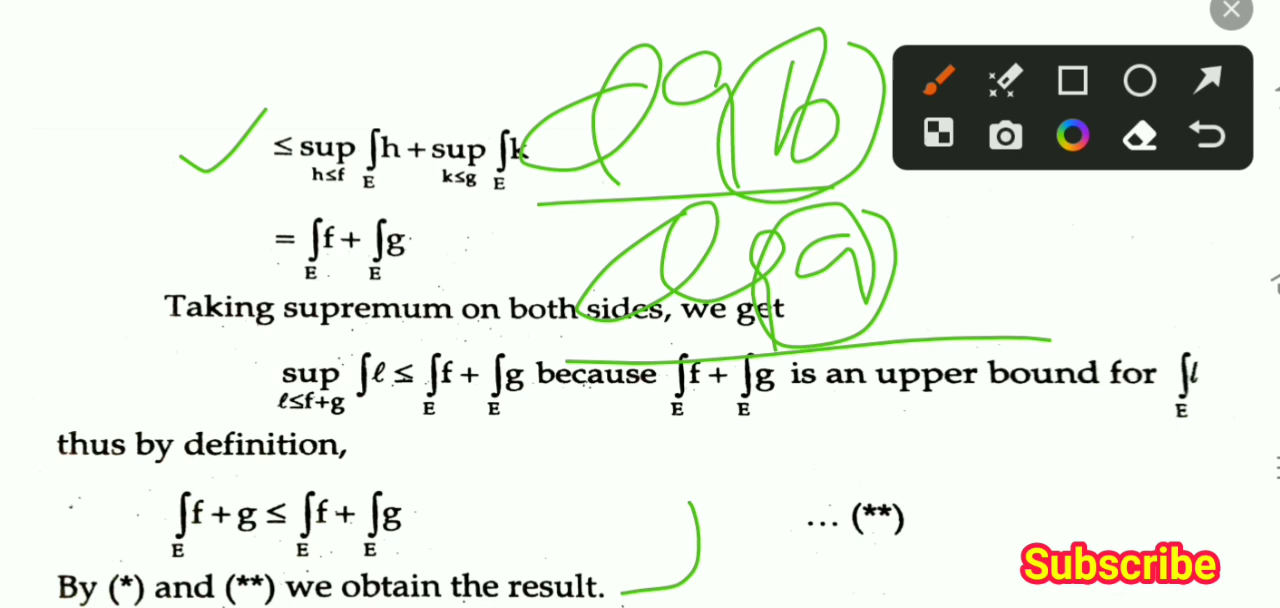 ≤ sup ∫h + sup ∫k
h≤f E k≤g E
= ∫f + ∫g
E E
Taking supremum on both sides, we get
sup ∫ℓ ≤ ∫f + ∫g because ∫f + ∫g is an upper bound for ∫l
ℓ≤f+g E E E E E
thus by definition,
∫f + g ≤ ∫f + ∫g ... (**)
E E E
By (*) and (**) we obtain the result.
Subscribe